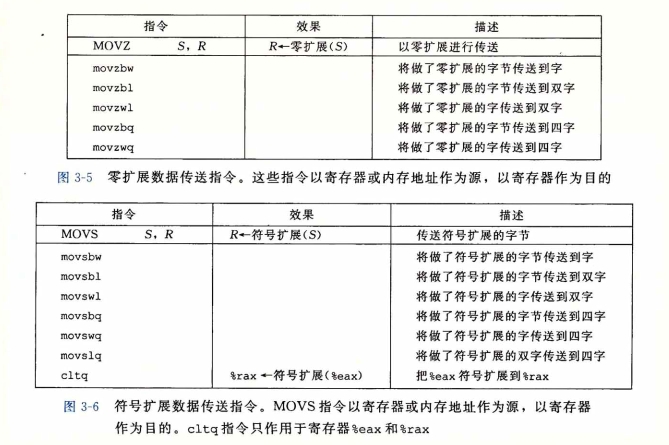 指令 效果 描述
MOVZ S, R R←零扩展(S) 以零扩展进行传送
movzbw 将做了零扩展的字节传送到字
movzbl 将做了零扩展的字节传送到双字
movzwl 将做了零扩展的字传送到双字
movzbq 将做了零扩展的字节传送到四字
movzwq 将做了零扩展的字传送到四字
图 3-5 零扩展数据传送指令。这些指令以寄存器或内存地址作为源，以寄存器作为目的
指令 效果 描述
MOVS S, R R←符号扩展(S) 传送符号扩展的字节
movsbw 将做了符号扩展的字节传送到字
movsbl 将做了符号扩展的字节传送到双字
movswl 将做了符号扩展的字传送到双字
movsbq 将做了符号扩展的字节传送到四字
movswq 将做了符号扩展的字传送到四字
movslq 将做了符号扩展的双字传送到四字
cltq %rax←符号扩展(%eax) 把%eax符号扩展到%rax
图 3-6 符号扩展数据传送指令。MOVS 指令以寄存器或内存地址作为源，以寄存器
作为目的。cltq 指令只作用于寄存器%eax 和%rax